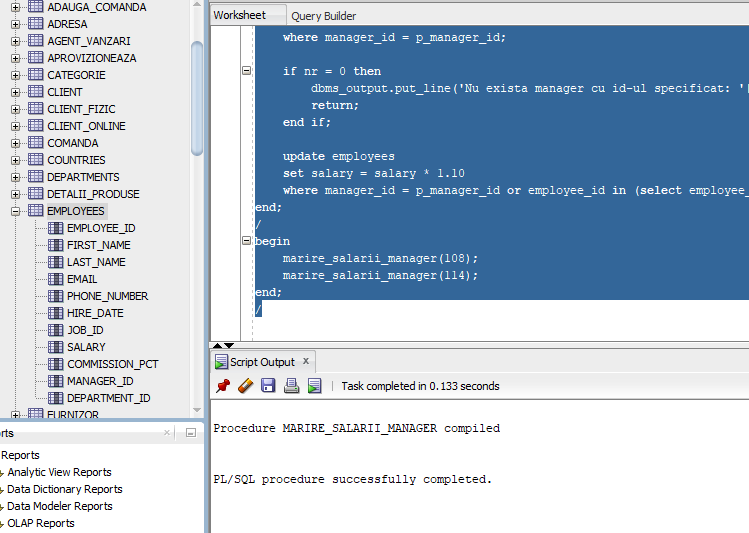 ADAUGA_COMANDA
ADRESA
AGENT_VANZARI
APROVIZIONEAZA
CATEGORIE
CLIENT
CLIENT_FIZIC
CLIENT_ONLINE
COMANDA
COUNTRIES
DEPARTMENTS
DETALII_PRODUSE
EMPLOYEES
EMPLOYEE_ID
FIRST_NAME
LAST_NAME
EMAIL
PHONE_NUMBER
HIRE_DATE
JOB_ID
SALARY
COMMISSION_PCT
MANAGER_ID
DEPARTMENT_ID
FURNIZOR
rts
Reports
Analytic View Reports
Data Dictionary Reports
Data Modeler Reports
OLAP Reports
Worksheet Query Builder
where manager_id = p_manager_id;
if nr = 0 then
dbms_output.put_line('Nu exista manager cu id-ul specificat: '|
return;
end if;
update employees
set salary = salary * 1.10
where manager_id = p_manager_id or employee_id in (select employee_
end;
/
begin
marire_salarii_manager(108);
marire_salarii_manager(114);
end;
/
Script Output x
Task completed in 0.133 seconds
Procedure MARIRE_SALARII_MANAGER compiled
PL/SQL procedure successfully completed.